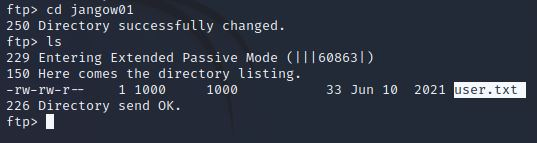 ftp> cd jangow01
250 Directory successfully changed.
ftp> ls
229 Entering Extended Passive Mode (|||60863|)
150 Here comes the directory listing.
-rw-rw-r--    1 1000     1000           33 Jun 10  2021 user.txt
226 Directory send OK.
ftp>